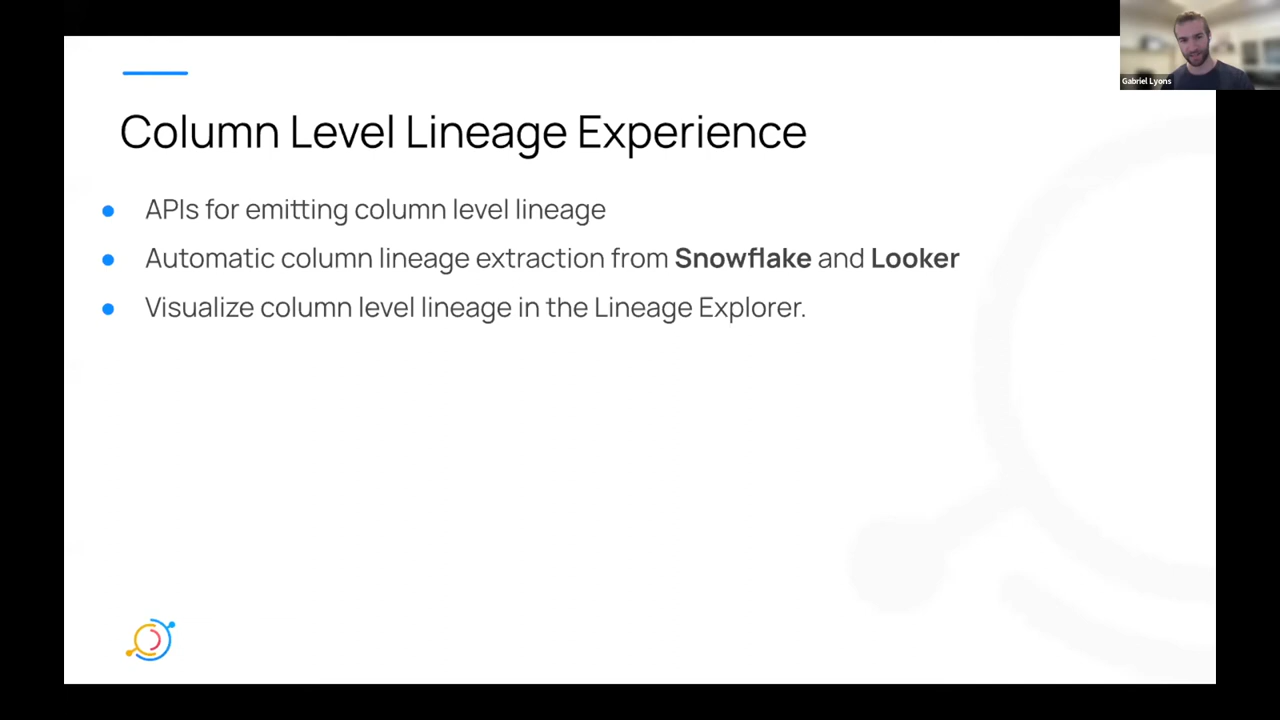 Gabriel Lyons
Column Level Lineage Experience
APIs for emitting column level lineage
Automatic column lineage extraction from Snowflake and Looker
Visualize column level lineage in the Lineage Explorer.